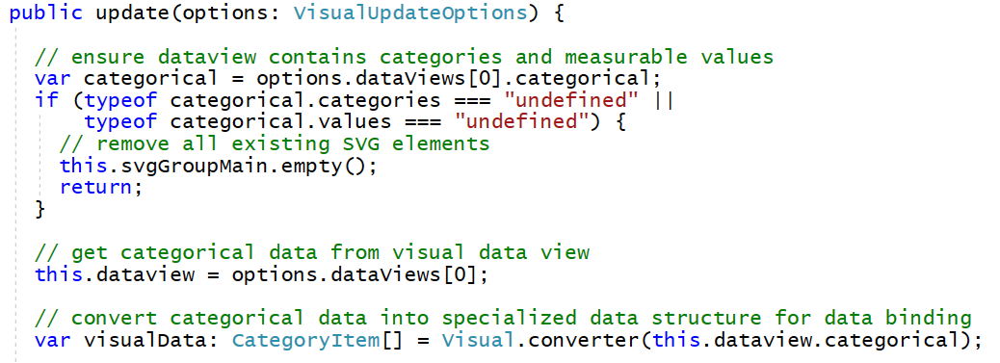 public update(options: VisualUpdateOptions) {
// ensure dataview contains categories and measurable values
var categorical = options.dataViews[0].categorical;
if (typeof categorical.categories === "undefined" ||
typeof categorical.values === "undefined") {
// remove all existing SVG elements
this.svgGroupMain.empty();
return;
}
// get categorical data from visual data view
this.dataview = options.dataViews[0];
// convert categorical data into specialized data structure for data binding
var visualData: CategoryItem[] = Visual.converter(this.dataview.categorical);